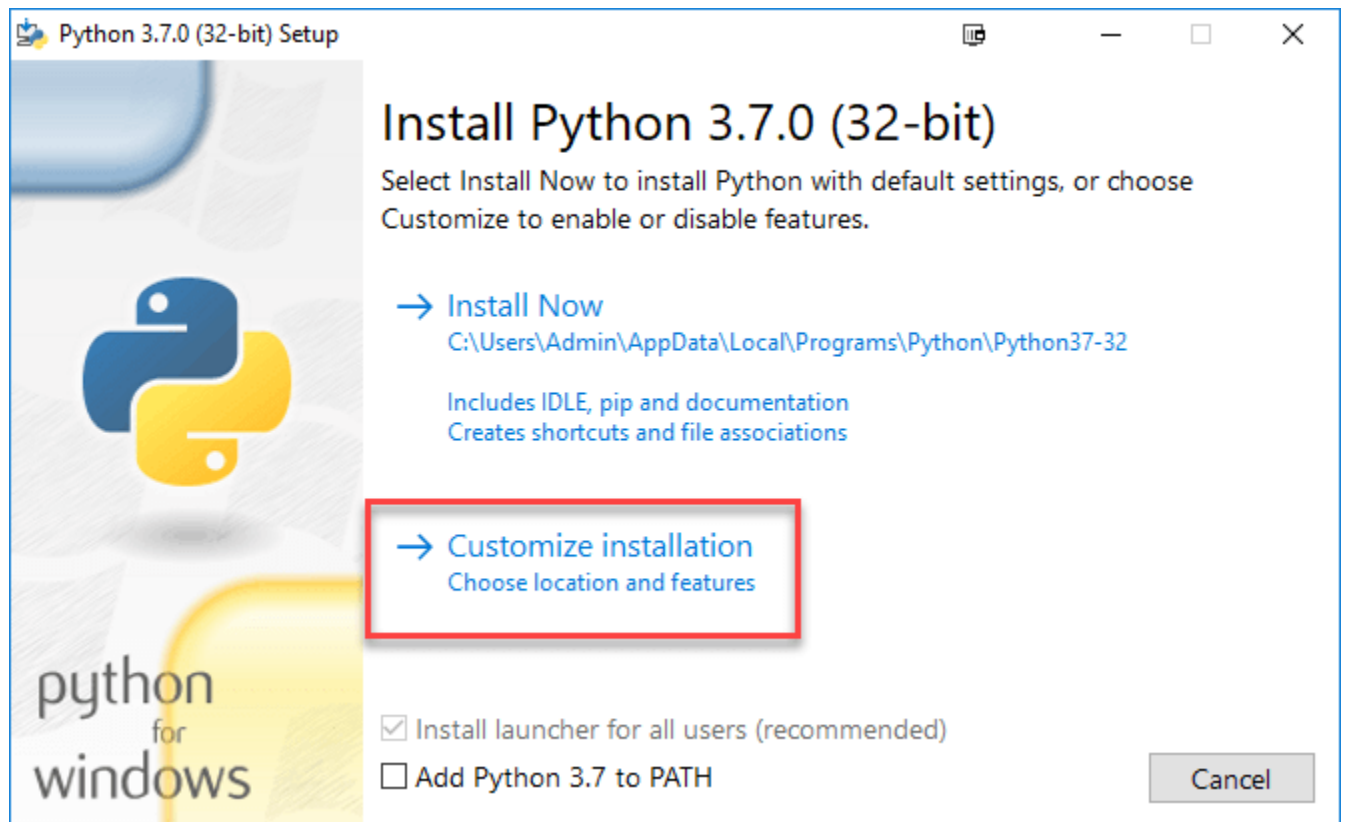 Python 3.7.0 (32-bit) Setup
Install Python 3.7.0 (32-bit)
Select Install Now to install Python with default settings, or choose
Customize to enable or disable features.
Install Now
C:\Users\Admin\AppData\Local\Programs\Python\Python37-32
Includes IDLE, pip and documentation
Creates shortcuts and file associations
Customize installation
Choose location and features
python
for
windows
Install launcher for all users (recommended)
Add Python 3.7 to PATH
Cancel